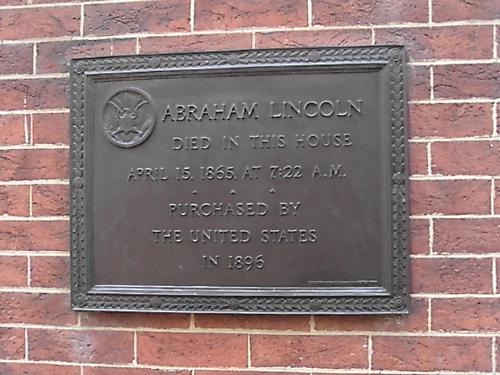 ABRAHAM LINCOLN
DIED IN THIS HOUSE
APRIL 15, 1865, AT 7:22 A.M.
PURCHASED BY
THE UNITED STATES
IN 1896